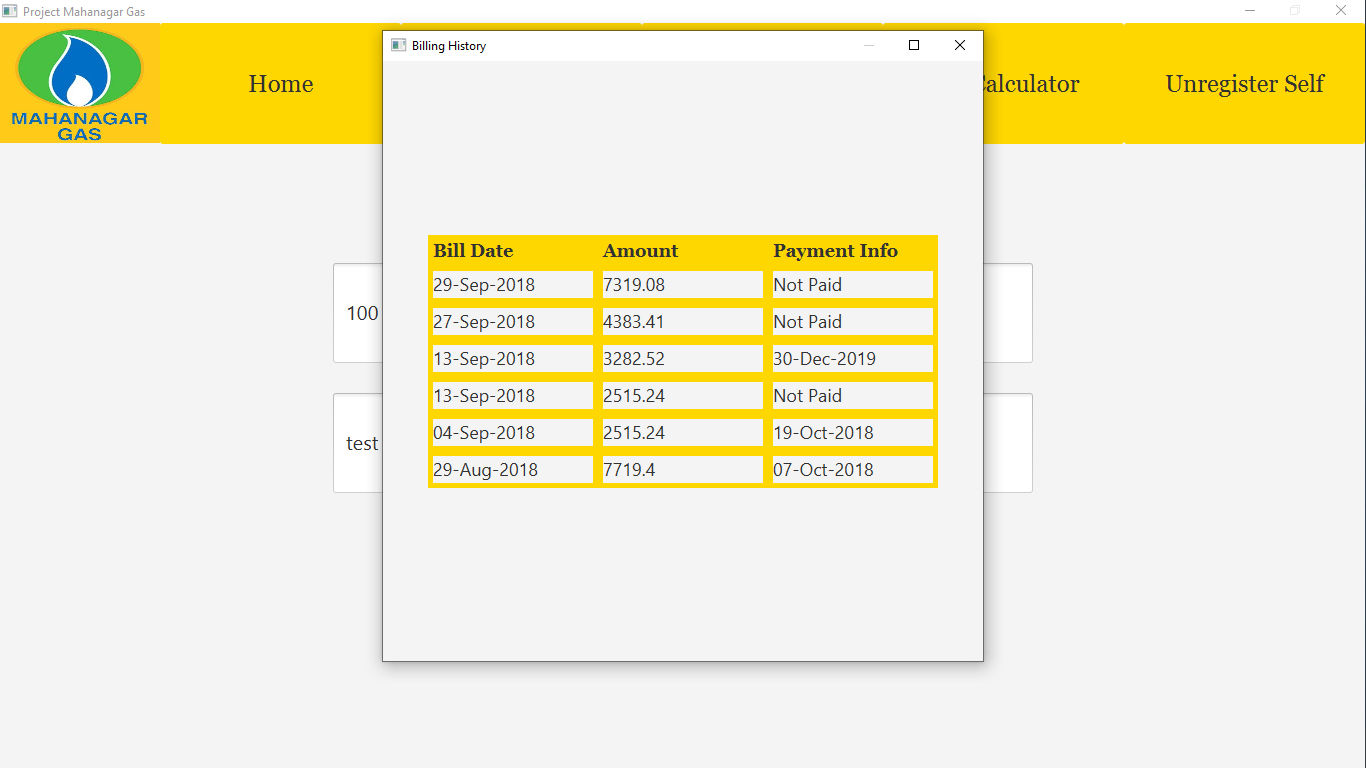 Project Mahanagar Gas
MAHANAGAR
GAS
Home
Calculator
Unregister Self
100
test
Billing History
Bill Date Amount Payment Info
29-Sep-2018 7319.08 Not Paid
27-Sep-2018 4383.41 Not Paid
13-Sep-2018 3282.52 30-Dec-2019
13-Sep-2018 2515.24 Not Paid
04-Sep-2018 2515.24 19-Oct-2018
29-Aug-2018 7719.4 07-Oct-2018